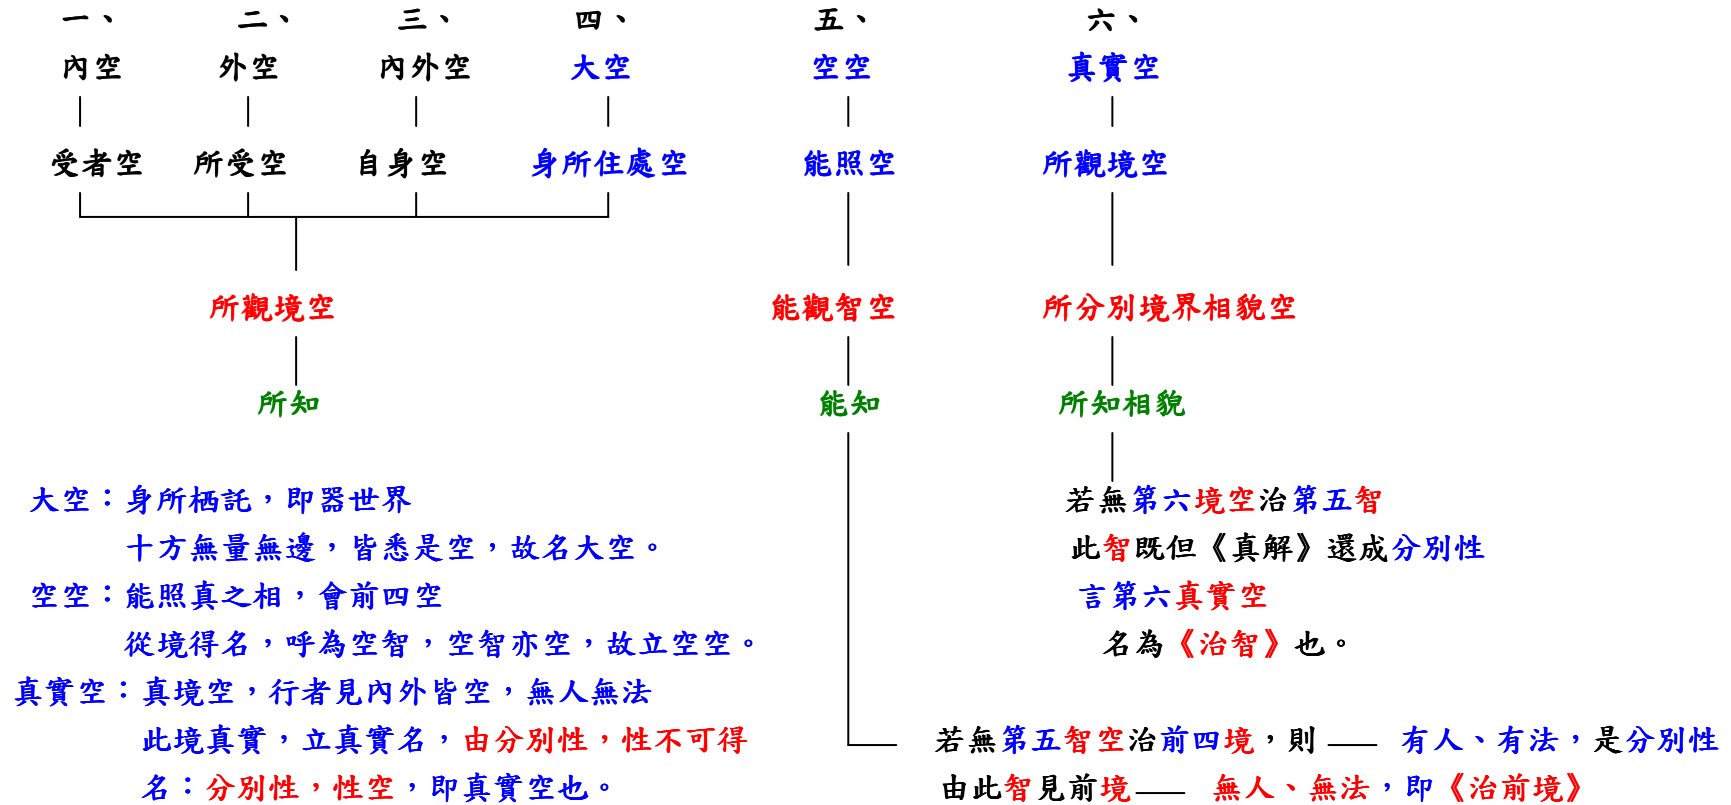 一、 二、 三、 四、 五、 六、
內空 外空 內外空 大空 空空 真實空
受者空 所受空 自身空 身所住處空 能照空 所觀境空
所觀境空 能觀智空 所分別境界相貌空
所知 能知 所知相貌
大空：身所栖託，即器世界
十方無量無邊，皆悉是空，故名大空。
空空：能照真之相，會前四空
從境得名，呼為空智，空智亦空，故立空空。
真實空：真境空，行者見內外皆空，無人無法
此境真實，立真實名，由分別性，性不可得
名：分別性，性空，即真實空也。
若無第六境空治第五智
此智既但《真解》還成分別性
言第六真實空
名為《治智》也。
若無第五智空治前四境，則 —— 有人、有法，是分別性
由此智見前境—— 無人、無法，即《治前境》